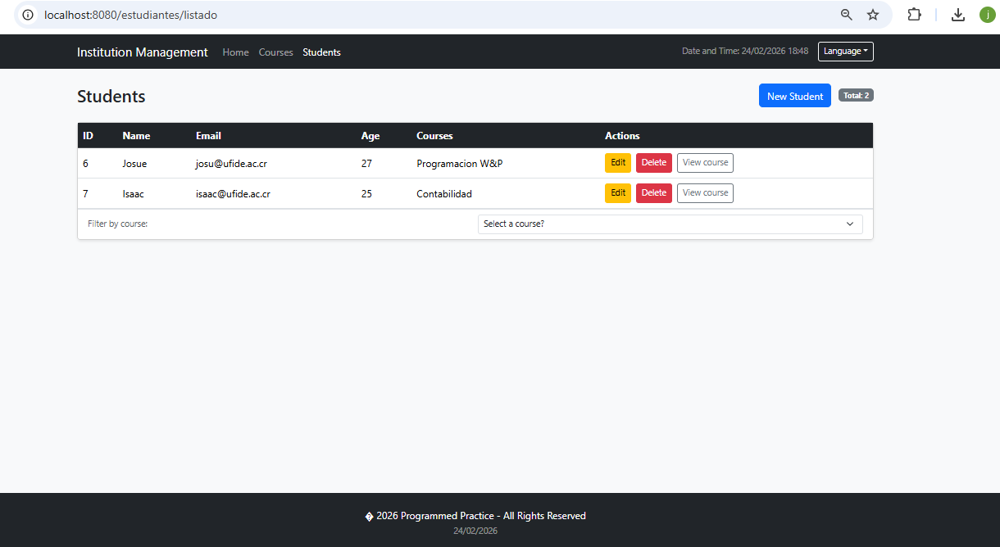 localhost:8080/estudiantes/listado
j
Institution Management Home Courses Students Date and Time: 24/02/2026 18:48 Language
Students New Student Total: 2
ID Name Email Age Courses Actions
6 Josue josu@ufide.ac.cr 27 Programacion W&P Edit Delete View course
7 Isaac isaac@ufide.ac.cr 25 Contabilidad Edit Delete View course
Filter by course: Select a course?
� 2026 Programmed Practice - All Rights Reserved
24/02/2026